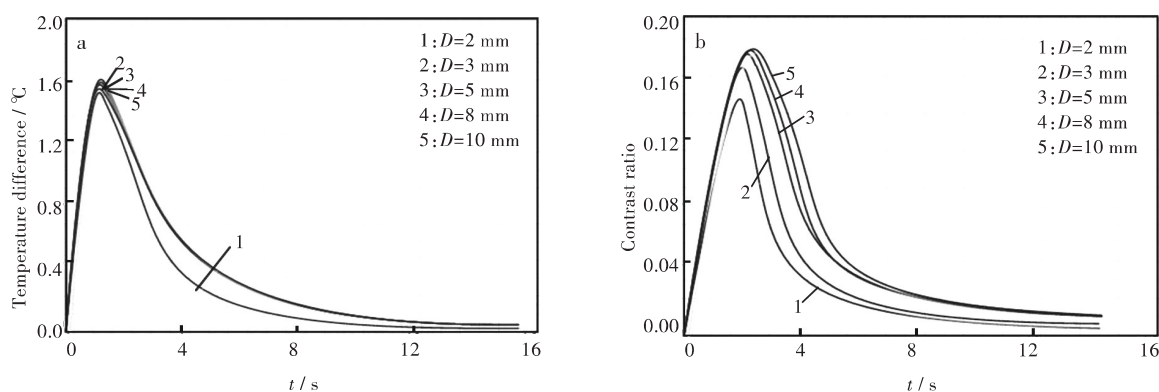 a
2.0
1.6
1.2
0.8
0.4
0.0
Temperature difference / ℃
0 4 8 12 16
t / s
2
3
4
5
1
1:D=2 mm
2:D=3 mm
3:D=5 mm
4:D=8 mm
5:D=10 mm
b
0.20
0.16
0.12
0.08
0.04
0.00
Contrast ratio
0 4 8 12 16
t / s
5
4
3
2
1
1:D=2 mm
2:D=3 mm
3:D=5 mm
4:D=8 mm
5:D=10 mm